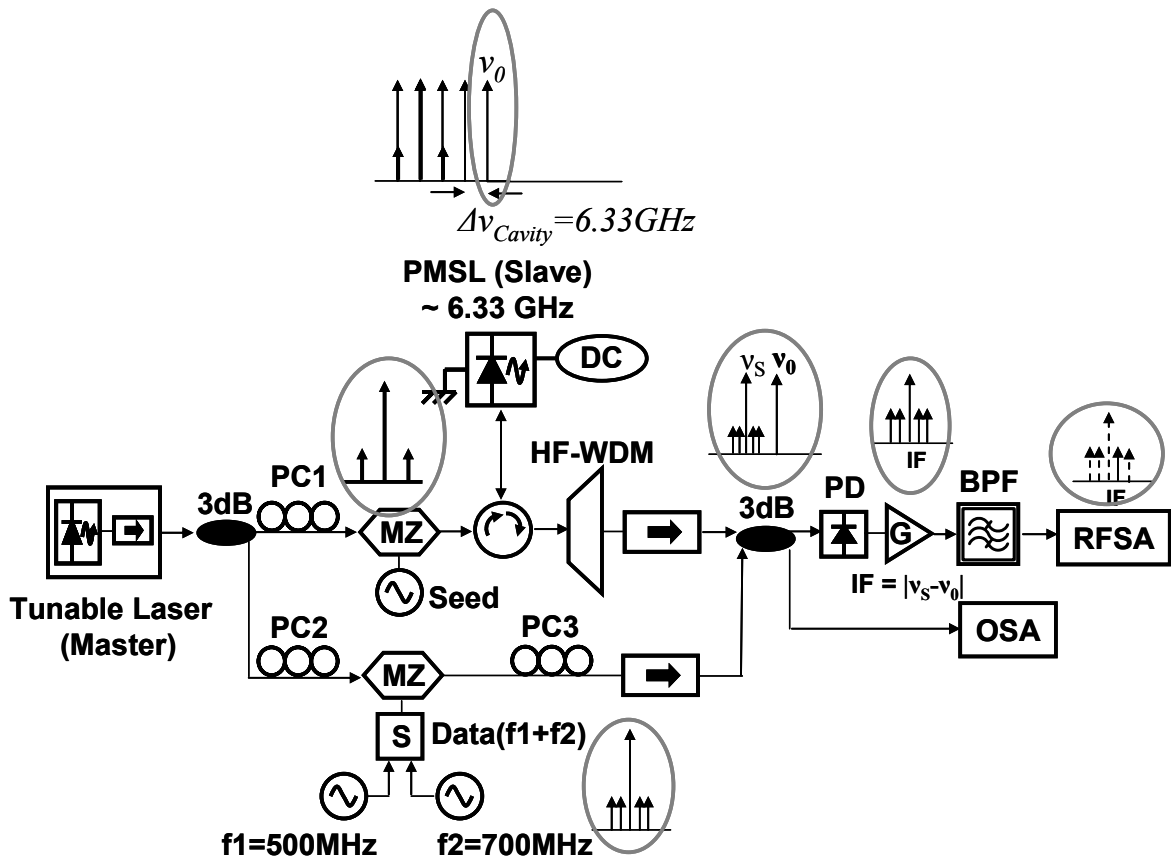 ν0
ΔνCavity=6.33GHz
PMSL (Slave)
~ 6.33 GHz
DC
νS ν0
HF-WDM
IF
PC1
3dB
MZ
Seed
3dB
PD
G
BPF
IF
RFSA
IF = |νS-ν0|
OSA
Tunable Laser
(Master)
PC2
MZ
PC3
S
Data(f1+f2)
f1=500MHz
f2=700MHz